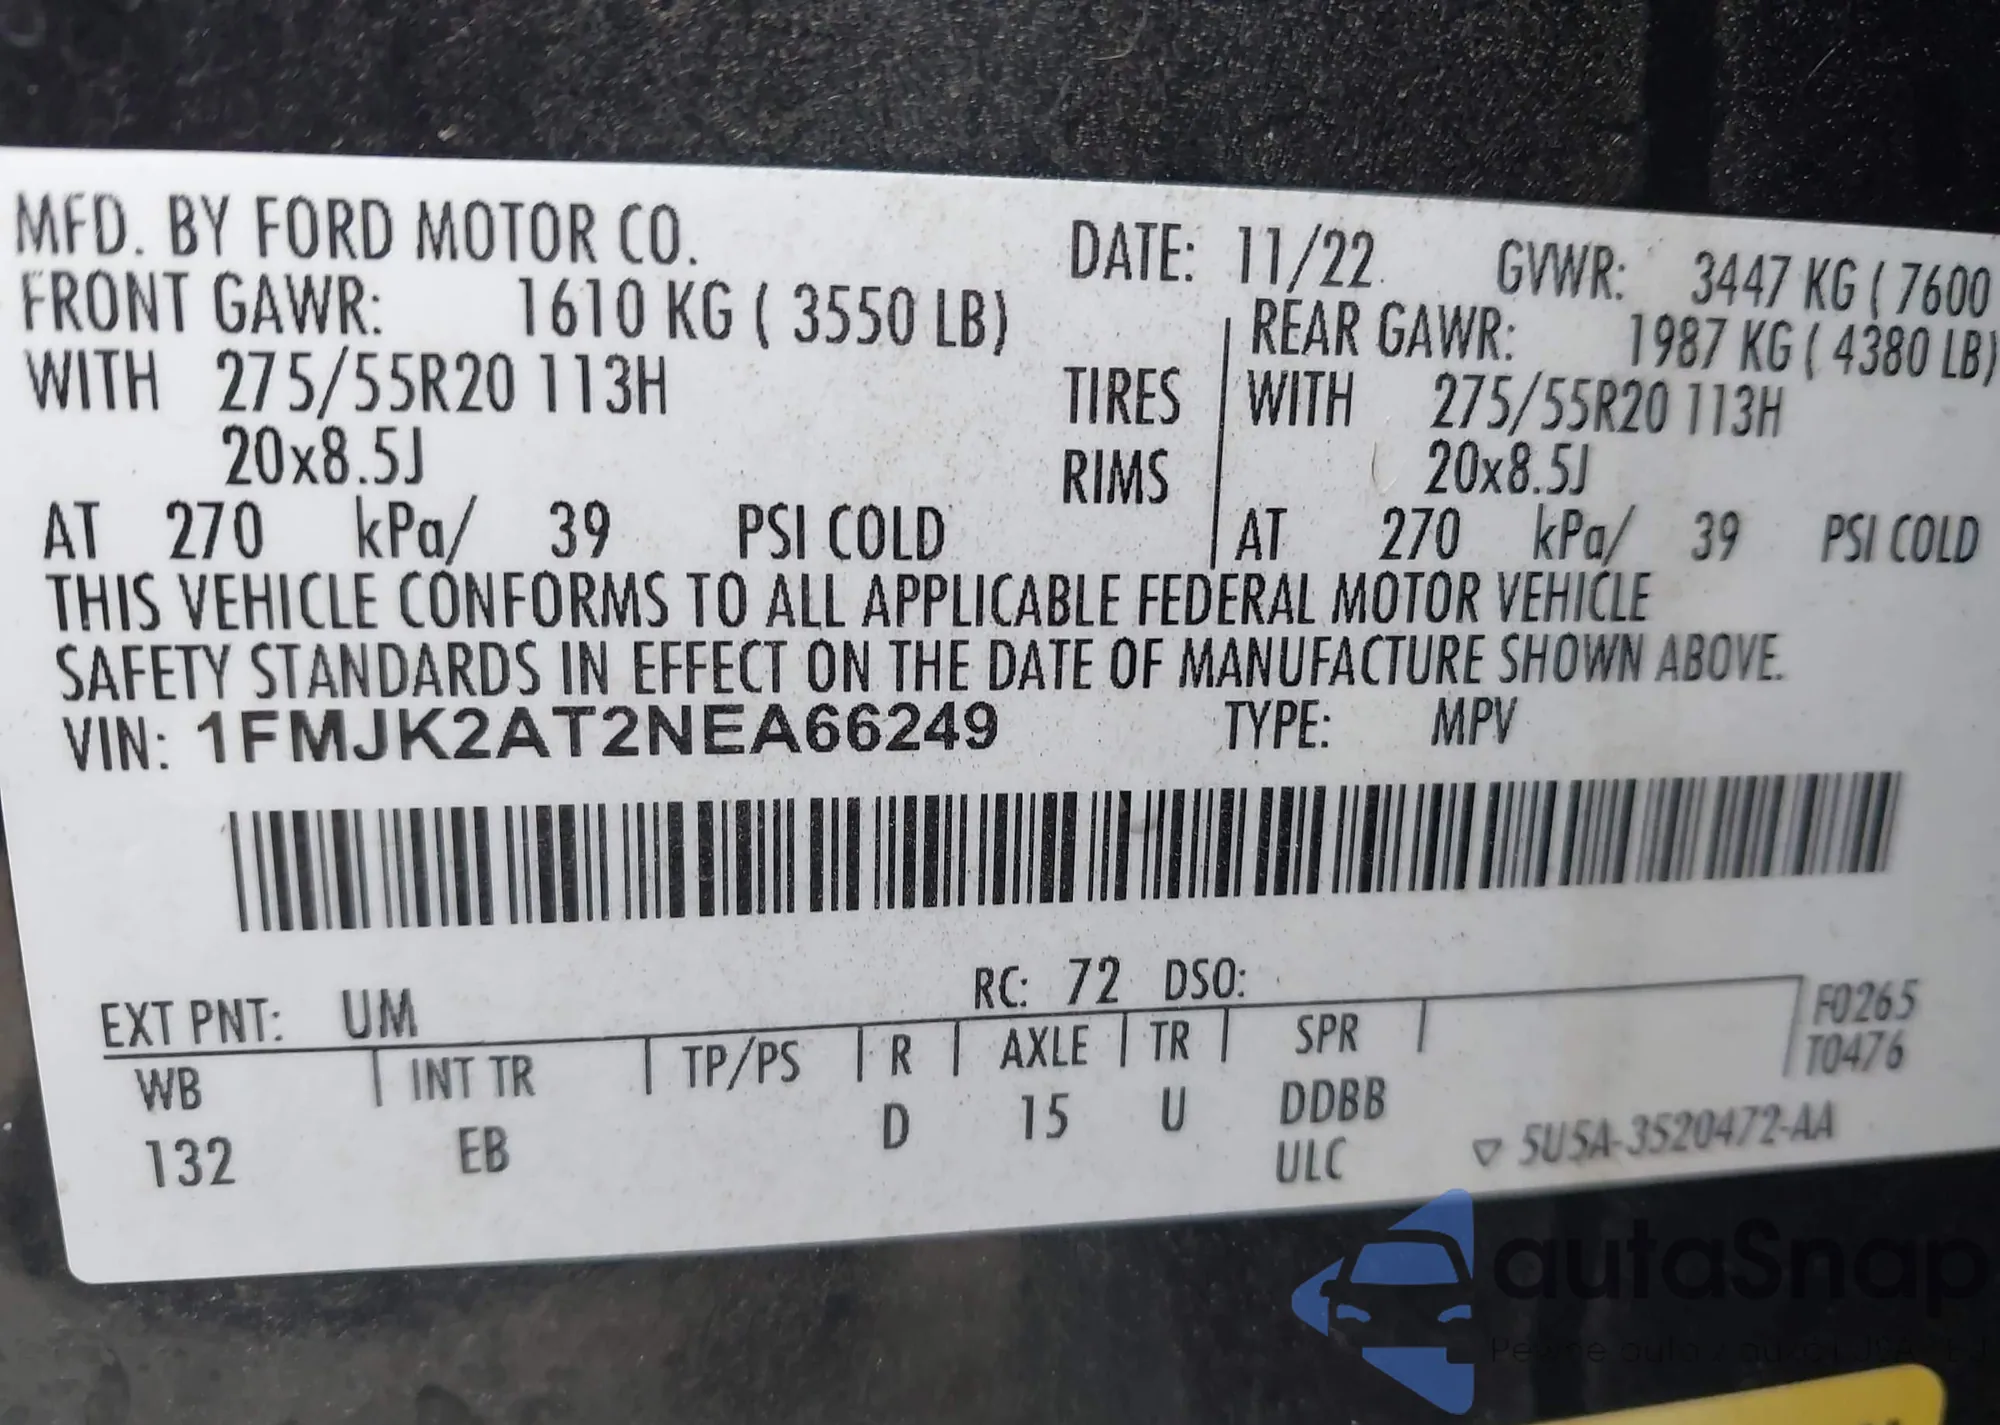 MFD. BY FORD MOTOR CO.
DATE: 11/22 GVWR: 3447 KG ( 7600
FRONT GAWR: 1610 KG ( 3550 LB)
REAR GAWR: 1987 KG ( 4380 LB)
WITH 275/55R20 113H TIRES WITH 275/55R20 113H
20x8.5J RIMS 20x8.5J
AT 270 kPa/ 39 PSI COLD AT 270 kPa/ 39 PSI COLD
THIS VEHICLE CONFORMS TO ALL APPLICABLE FEDERAL MOTOR VEHICLE
SAFETY STANDARDS IN EFFECT ON THE DATE OF MANUFACTURE SHOWN ABOVE.
VIN: 1FMJK2AT2NEA66249 TYPE: MPV
EXT PNT: UM RC: 72 DSO:
WB INT TR TP/PS R AXLE TR SPR
F0265
T0476
132 EB D 15 U DDBB
ULC
5U5A-3520472-AA
autaSnap